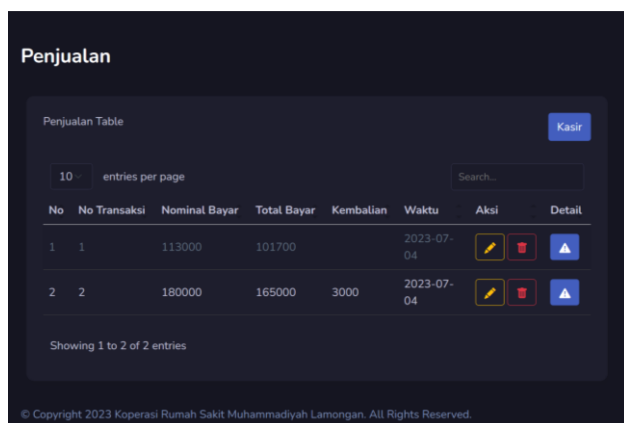 Penjualan
Penjualan Table
Kasir
10 entries per page
Search...
No No Transaksi Nominal Bayar Total Bayar Kembalian Waktu Aksi Detail
1 1 113000 101700 2023-07-
04
2 2 180000 165000 3000 2023-07-
04
Showing 1 to 2 of 2 entries
© Copyright 2023 Koperasi Rumah Sakit Muhammadiyah Lamongan. All Rights Reserved.